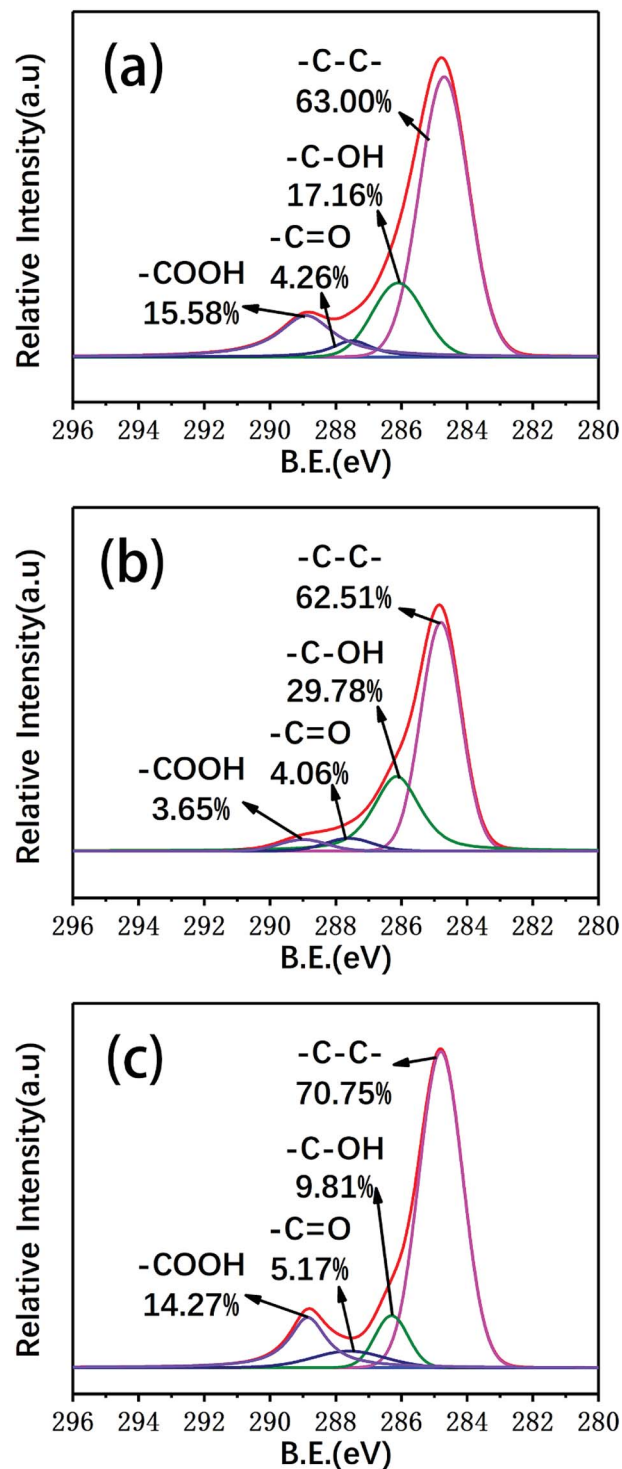 (a)
-C-C-
63.00%
-C-OH
17.16%
-C=O
4.26%
-COOH
15.58%
Relative Intensity(a.u)
296 294 292 290 288 286 284 282 280
B.E.(eV)
(b)
-C-C-
62.51%
-C-OH
29.78%
-C=O
4.06%
-COOH
3.65%
Relative Intensity(a.u)
296 294 292 290 288 286 284 282 280
B.E.(eV)
(c)
-C-C-
70.75%
-C-OH
9.81%
-C=O
5.17%
-COOH
14.27%
Relative Intensity(a.u)
296 294 292 290 288 286 284 282 280
B.E.(eV)